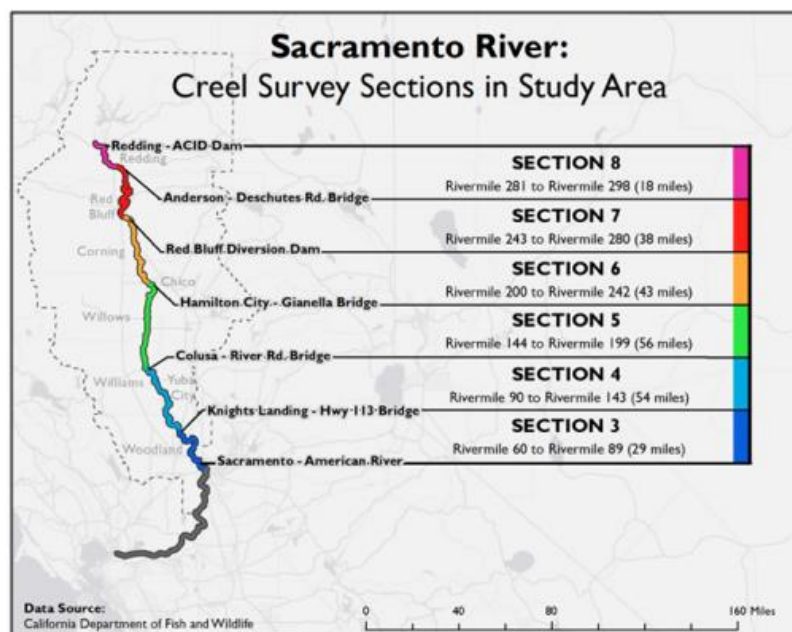 Sacramento River:
Creel Survey Sections in Study Area
Redding - ACID Dam
Redding
SECTION 8
Rivermile 281 to Rivermile 298 (18 miles)
Anderson - Deschutes Rd. Bridge
Red
Bluff
SECTION 7
Rivermile 243 to Rivermile 280 (38 miles)
Red Bluff Diversion Dam
Corning
SECTION 6
Rivermile 200 to Rivermile 242 (43 miles)
Chico
Hamilton City - Gianella Bridge
Willows
SECTION 5
Rivermile 144 to Rivermile 199 (56 miles)
Colusa - River Rd. Bridge
Williams
Yuba
City
SECTION 4
Rivermile 90 to Rivermile 143 (54 miles)
Knights Landing - Hwy 113 Bridge
Woodland
SECTION 3
Rivermile 60 to Rivermile 89 (29 miles)
Sacramento - American River
Data Source:
California Department of Fish and Wildlife
0 40 80 120 160 Miles